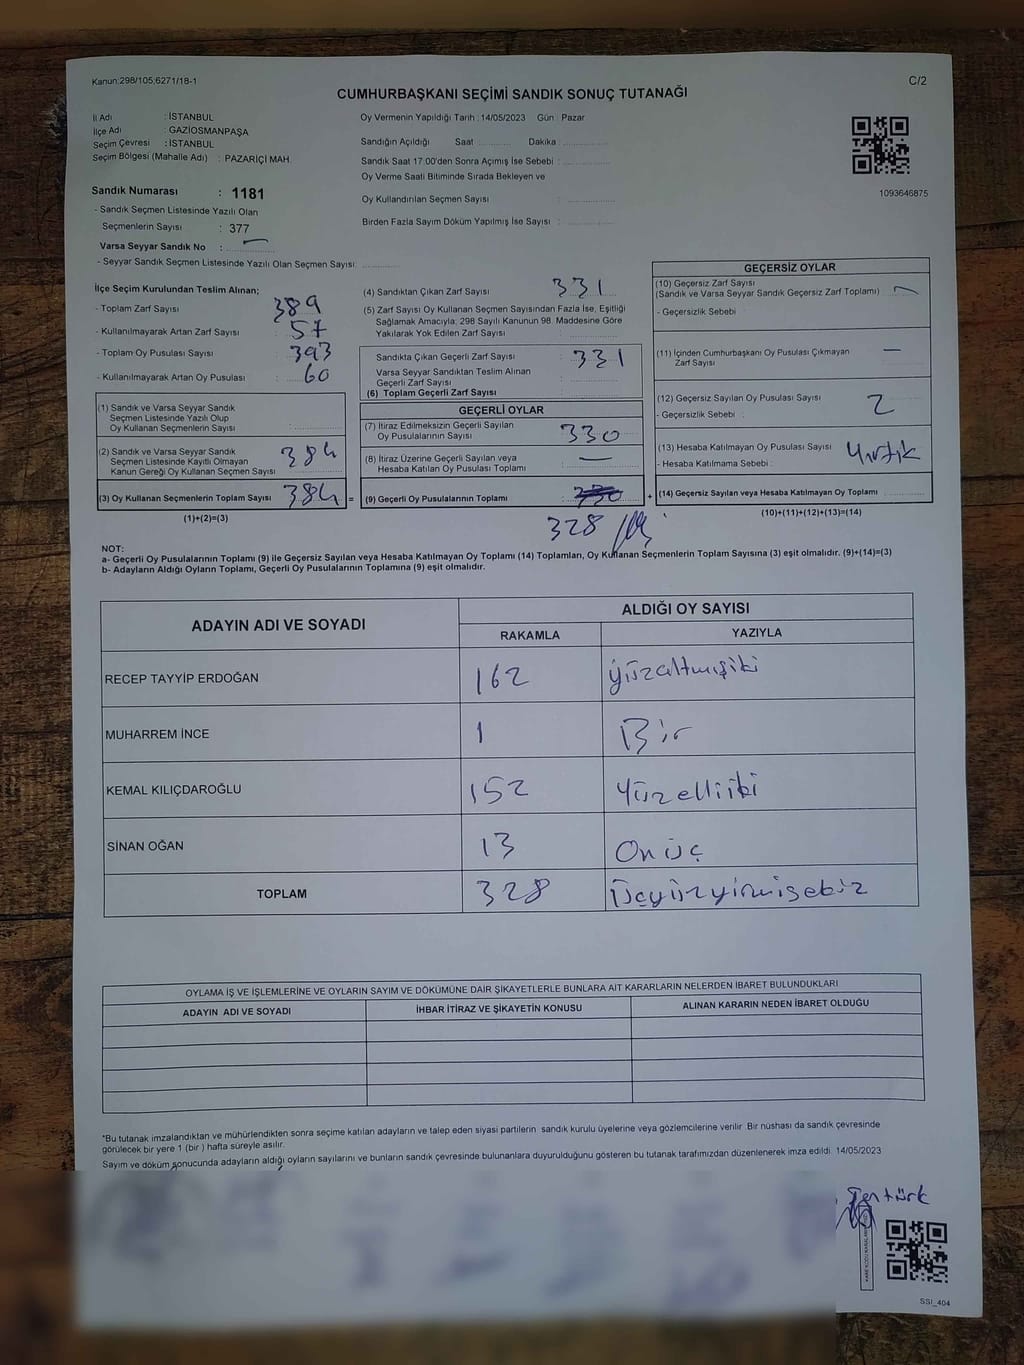 Kanun:298/105;6271/18-1
C/2
CUMHURBAŞKANI SEÇİMİ SANDIK SONUÇ TUTANAĞI
İl Adı : İSTANBUL
İlçe Adı : GAZİOSMANPAŞA
Seçim Çevresi : İSTANBUL
Seçim Bölgesi (Mahalle Adı) : PAZARİÇİ MAH.
Sandık Numarası : 1181
- Sandık Seçmen Listesinde Yazılı Olan
Seçmenlerin Sayısı : 377
Varsa Seyyar Sandık No : —
- Seyyar Sandık Seçmen Listesinde Yazılı Olan Seçmen Sayısı:
Oy Vermenin Yapıldığı Tarih : 14/05/2023 Gün : Pazar
Sandığın Açıldığı Saat Dakika
Sandık Saat 17.00'den Sonra Açımış İse Sebebi :
Oy Verme Saati Bitiminde Sırada Bekleyen ve
Oy Kullandırılan Seçmen Sayısı :
Birden Fazla Sayım Döküm Yapılmış İse Sayısı :
1093646875
İlçe Seçim Kurulundan Teslim Alınan;
- Toplam Zarf Sayısı : 389
- Kullanılmayarak Artan Zarf Sayısı : 57
- Toplam Oy Pusulası Sayısı : 393
- Kullanılmayarak Artan Oy Pusulası : 60
(1) Sandık ve Varsa Seyyar Sandık
Seçmen Listesinde Yazılı Olup
Oy Kullanan Seçmenlerin Sayısı :
(2) Sandık ve Varsa Seyyar Sandık
Seçmen Listesinde Kayıtlı Olmayan
Kanun Gereği Oy Kullanan Seçmen Sayısı : 384
(3) Oy Kullanan Seçmenlerin Toplam Sayısı : 384 =
(1)+(2)=(3)
(4) Sandıktan Çıkan Zarf Sayısı : 331
(5) Zarf Sayısı Oy Kullanan Seçmen Sayısından Fazla İse, Eşitliği
Sağlamak Amacıyla; 298 Sayılı Kanunun 98. Maddesine Göre
Yakılarak Yok Edilen Zarf Sayısı :
Sandıkta Çıkan Geçerli Zarf Sayısı : 331
Varsa Seyyar Sandıktan Teslim Alınan
Geçerli Zarf Sayısı
(6) Toplam Geçerli Zarf Sayısı
GEÇERLİ OYLAR
(7) İtiraz Edilmeksizin Geçerli Sayılan
Oy Pusulalarının Sayısı : 330
(8) İtiraz Üzerine Geçerli Sayılan veya
Hesaba Katılan Oy Pusulası Toplamı : —
(9) Geçerli Oy Pusulalarının Toplamı : 330 +
328
GEÇERSİZ OYLAR
(10) Geçersiz Zarf Sayısı
(Sandık ve Varsa Seyyar Sandık Geçersiz Zarf Toplamı) : —
- Geçersizlik Sebebi :
(11) İçinden Cumhurbaşkanı Oy Pusulası Çıkmayan
Zarf Sayısı : —
(12) Geçersiz Sayılan Oy Pusulası Sayısı : 2
- Geçersizlik Sebebi :
(13) Hesaba Katılmayan Oy Pusulası Sayısı : Yırtık
- Hesaba Katılmama Sebebi :
(14) Geçersiz Sayılan veya Hesaba Katılmayan Oy Toplamı :
(10)+(11)+(12)+(13)=(14)
NOT:
a- Geçerli Oy Pusulalarının Toplamı (9) ile Geçersiz Sayılan veya Hesaba Katılmayan Oy Toplamı (14) Toplamları, Oy Kullanan Seçmenlerin Toplam Sayısına (3) eşit olmalıdır. (9)+(14)=(3)
b- Adayların Aldığı Oyların Toplamı, Geçerli Oy Pusulalarının Toplamına (9) eşit olmalıdır.
ADAYIN ADI VE SOYADI
ALDIĞI OY SAYISI
RAKAMLA YAZIYLA
RECEP TAYYİP ERDOĞAN 162 yüzaltmışiki
MUHARREM İNCE 1 Bir
KEMAL KILIÇDAROĞLU 152 Yüzelliiki
SİNAN OĞAN 13 Onüç
TOPLAM 328 Üçyüzyirmisekiz
OYLAMA İŞ VE İŞLEMLERİNE VE OYLARIN SAYIM VE DÖKÜMÜNE DAİR ŞİKAYETLERLE BUNLARA AİT KARARLARIN NELERDEN İBARET BULUNDUKLARI
ADAYIN ADI VE SOYADI İHBAR İTİRAZ VE ŞİKAYETİN KONUSU ALINAN KARARIN NEDEN İBARET OLDUĞU
*Bu tutanak imzalandıktan ve mühürlendikten sonra seçime katılan adayların ve talep eden siyasi partilerin sandık kurulu üyelerine veya gözlemcilerine verilir. Bir nüshası da sandık çevresinde
görülecek bir yere 1 (bir) hafta süreyle asılır.
Sayım ve döküm sonucunda adayların aldığı oyların sayılarını ve bunların sandık çevresinde bulunanlara duyurulduğunu gösteren bu tutanak tarafımızdan düzenlenerek imza edildi. 14/05/2023
SSI_404